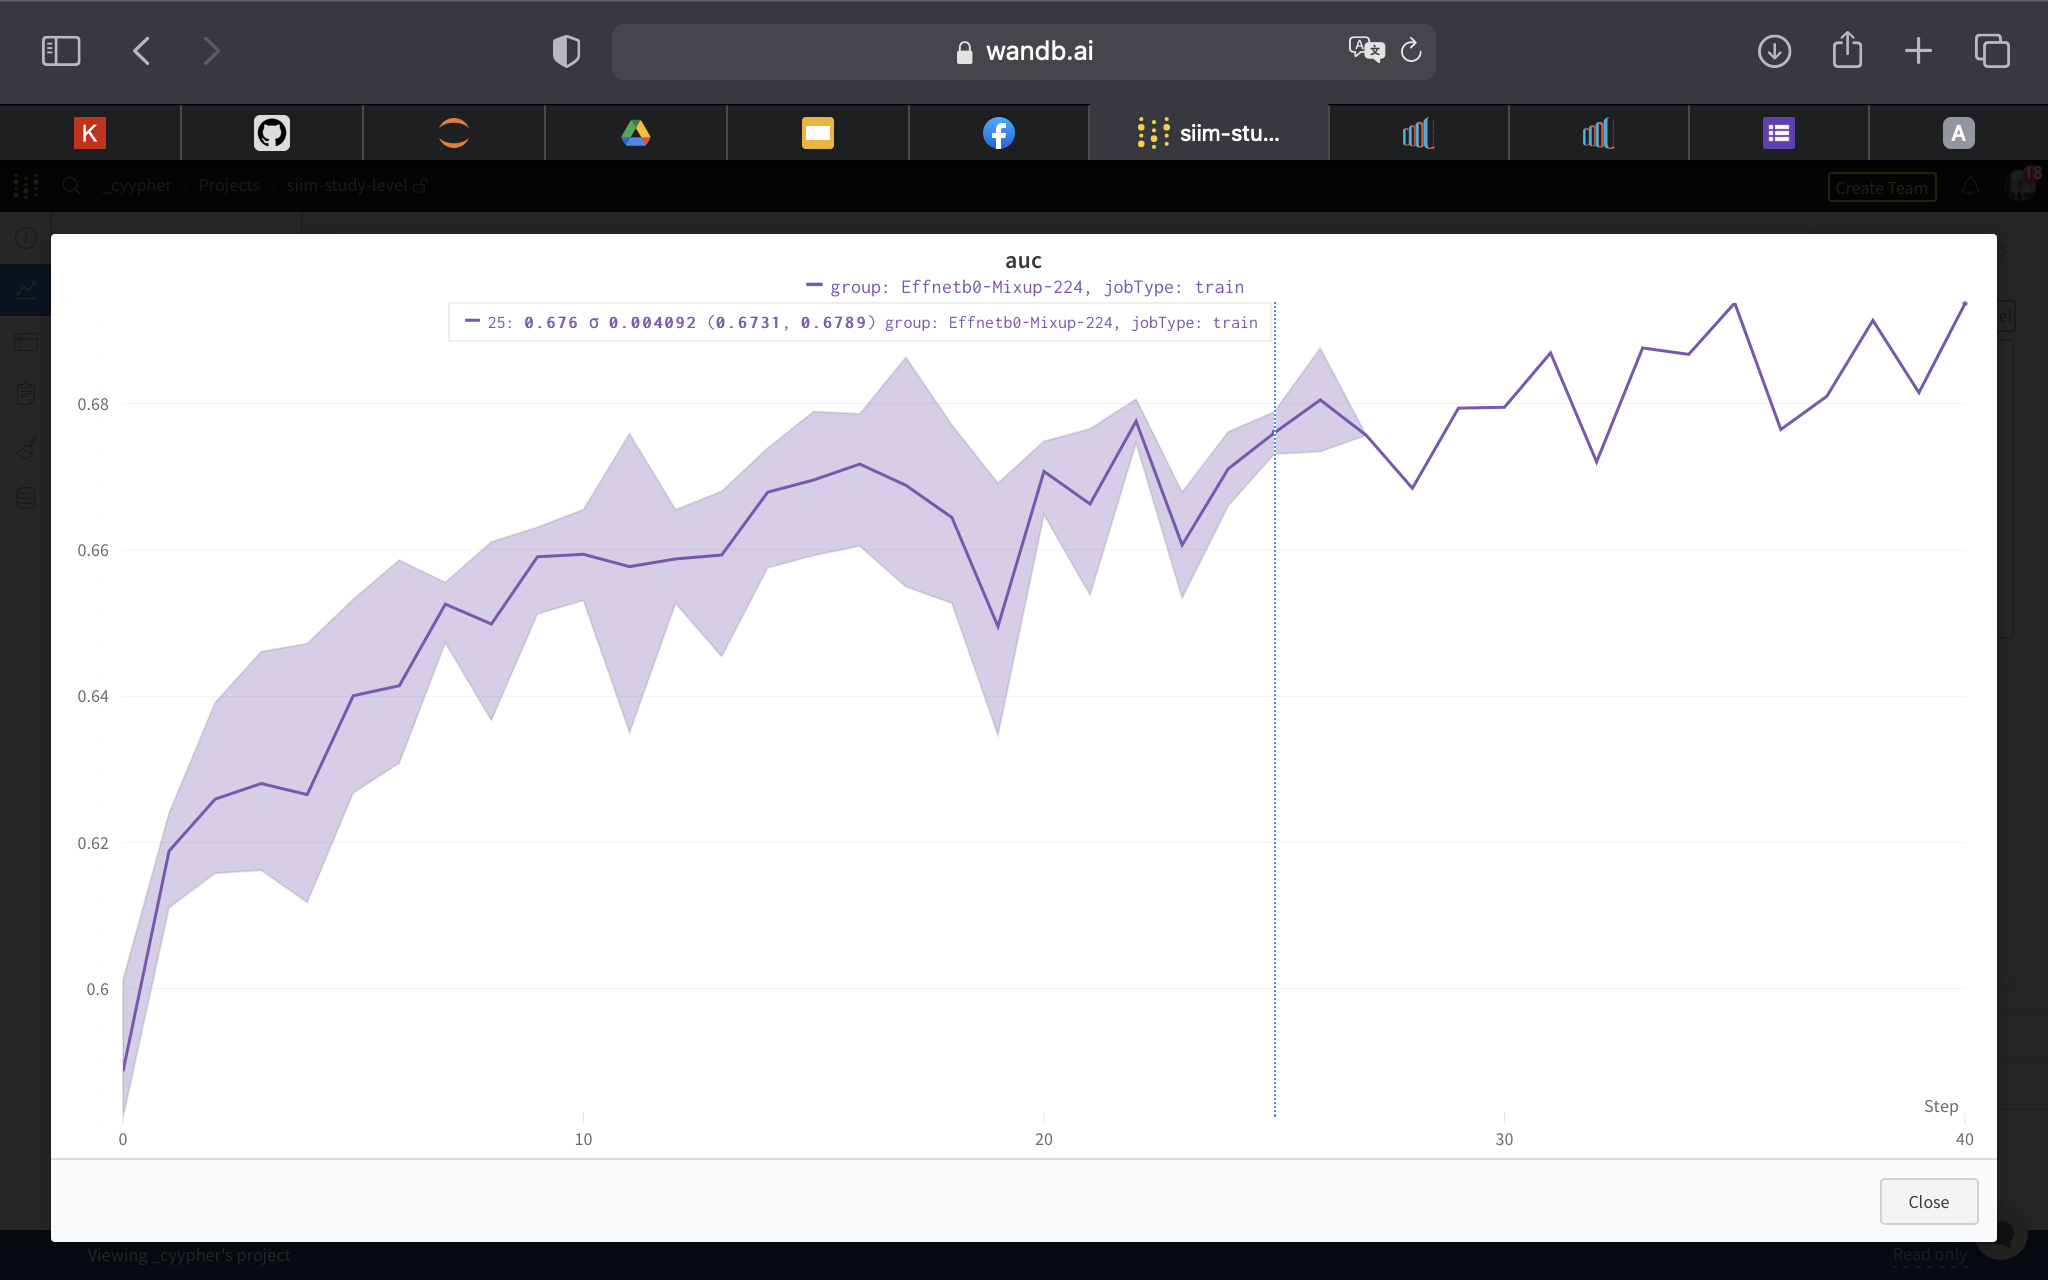 wandb.ai
K
siim-stu...
A
_cyypher › Projects › siim-study-level
Create Team
18
auc
group: Effnetb0-Mixup-224, jobType: train
25: 0.676 σ 0.004092 (0.6731, 0.6789) group: Effnetb0-Mixup-224, jobType: train
0.68
0.66
0.64
0.62
0.6
Step
0 10 20 30 40
Close
Viewing _cyypher's project
Read only